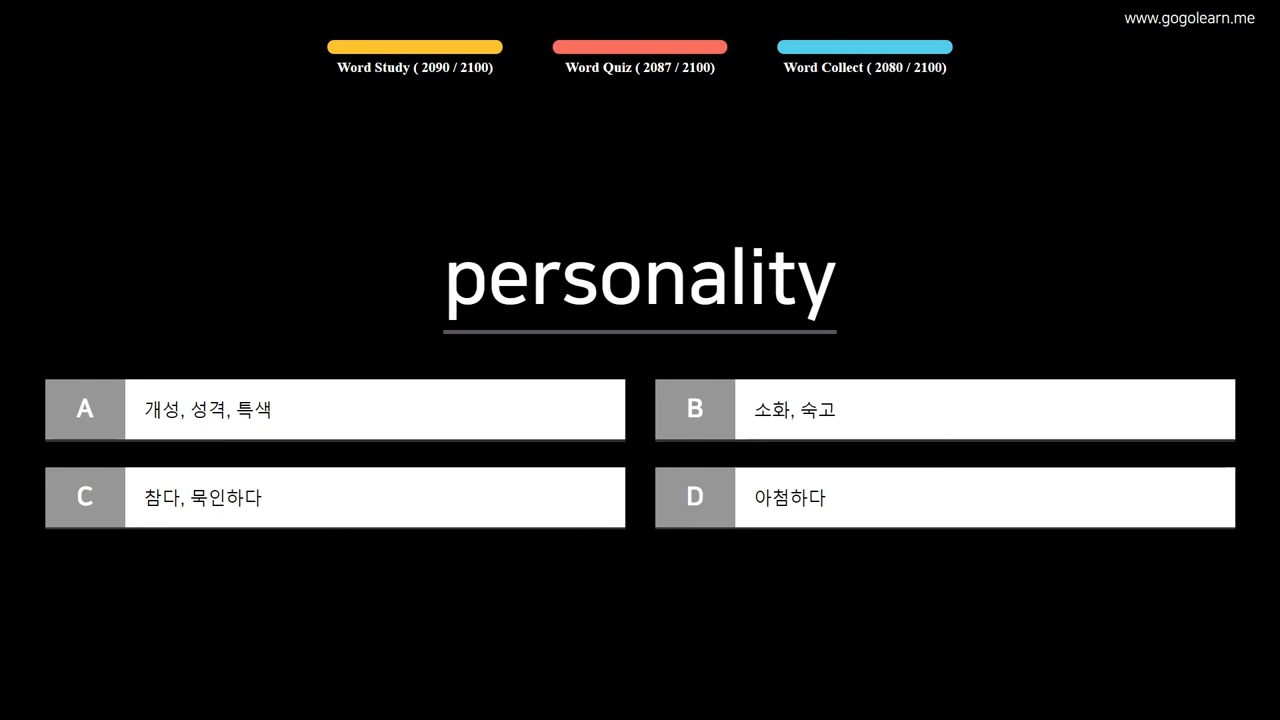 www.gogolearn.me
Word Study ( 2090 / 2100)
Word Quiz ( 2087 / 2100)
Word Collect ( 2080 / 2100)
personality
A 개성, 성격, 특색
B 소화, 숙고
C 참다, 묵인하다
D 아첨하다